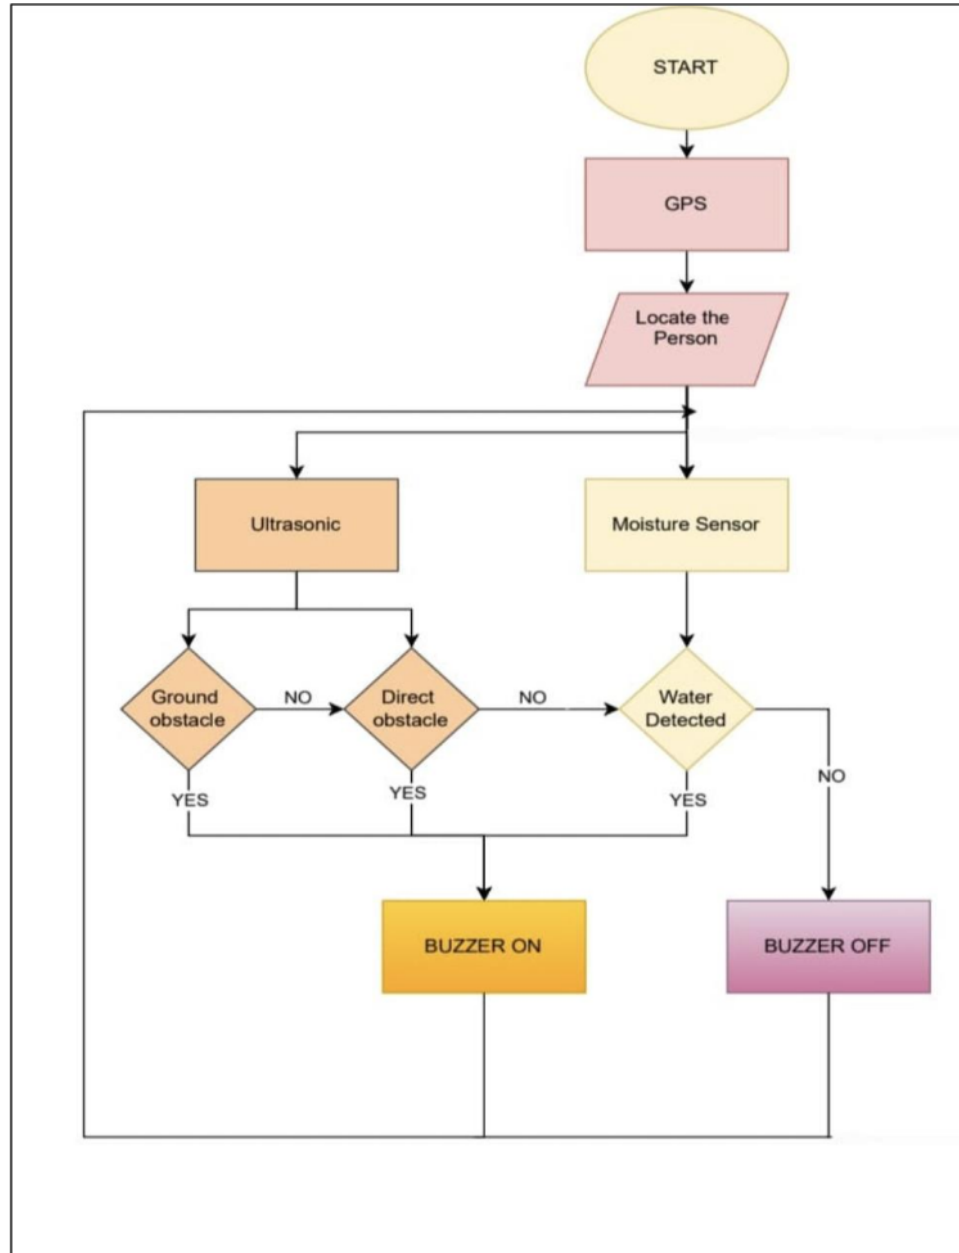 START
GPS
Locate the
Person
Ultrasonic
Moisture Sensor
Ground
obstacle
NO
Direct
obstacle
NO
Water
Detected
NO
YES
YES
YES
BUZZER ON
BUZZER OFF